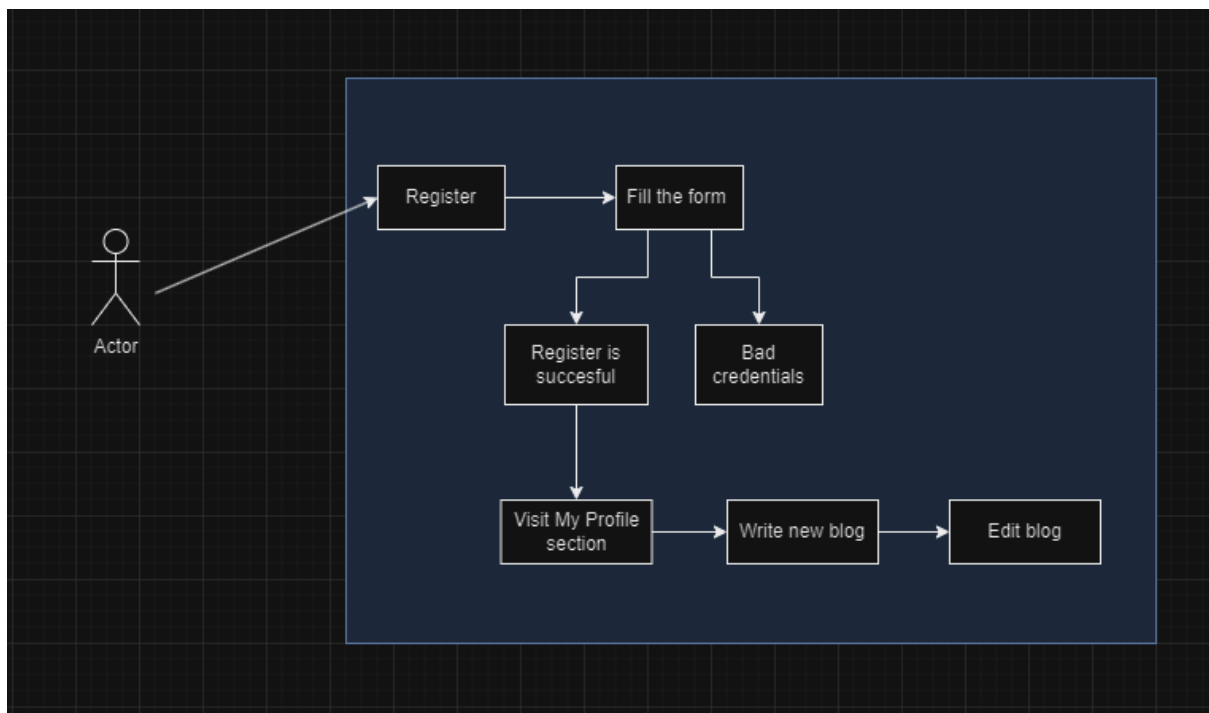 Register
Fill the form
Actor
Register is
succesful
Bad
credentials
Visit My Profile
section
Write new blog
Edit blog